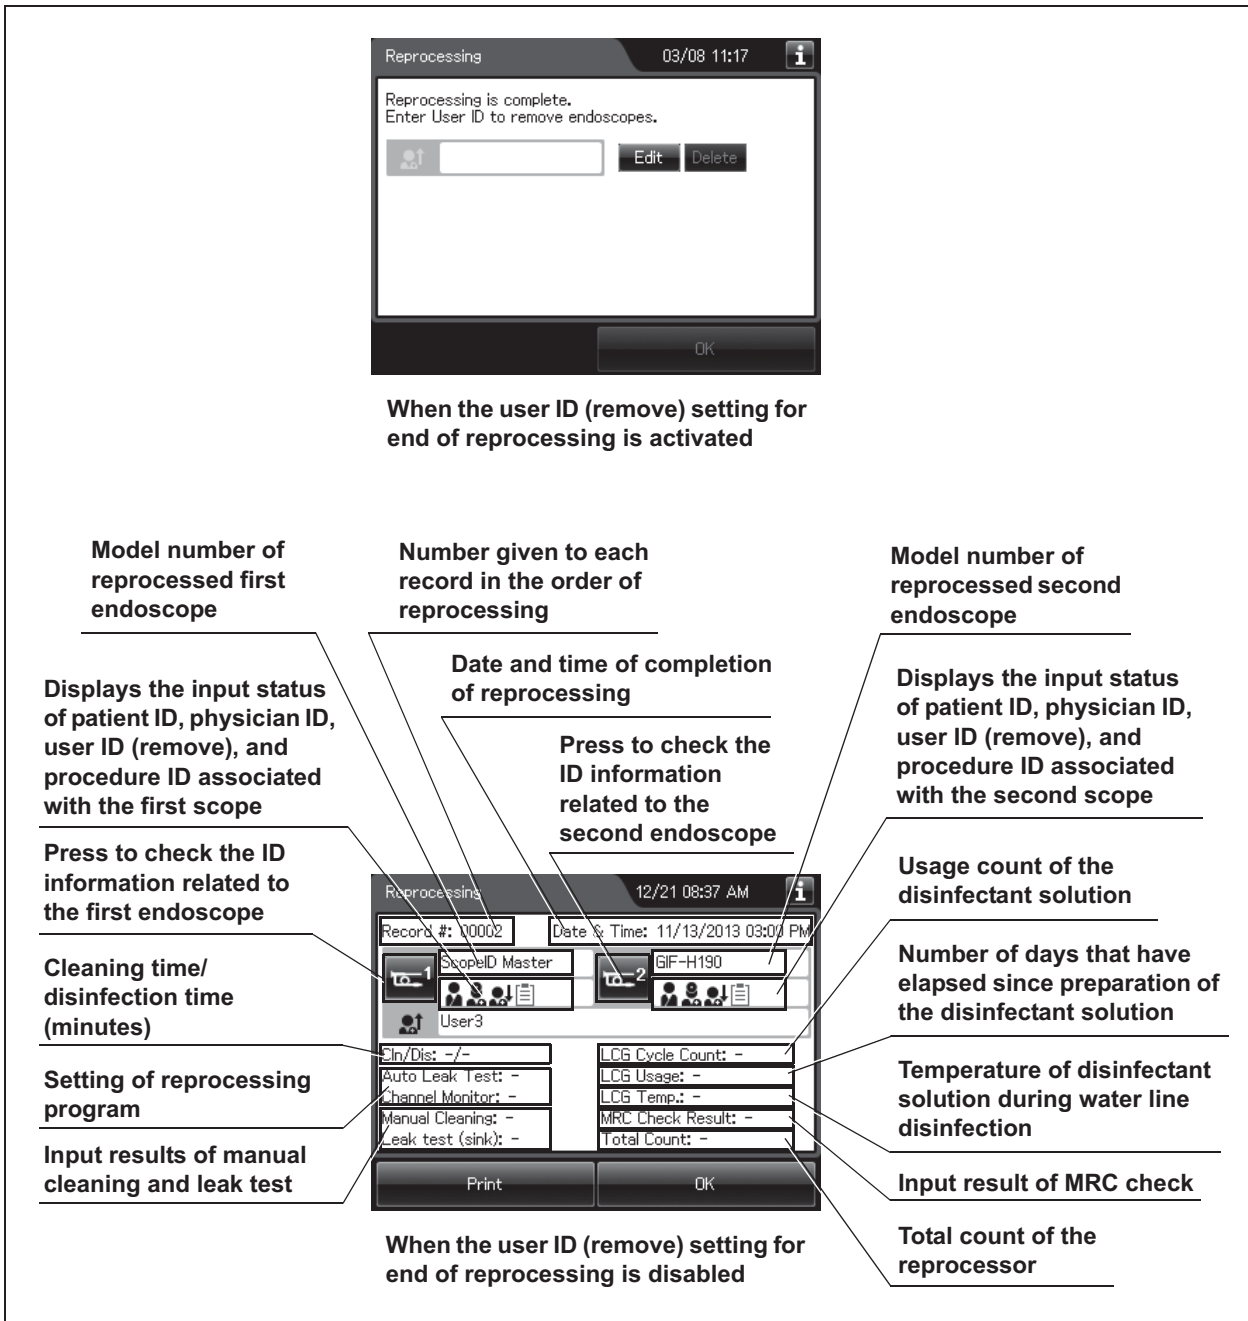 Reprocessing 03/08 11:17
Reprocessing is complete.
Enter User ID to remove endoscopes.
Edit Delete
OK
When the user ID (remove) setting for
end of reprocessing is activated
Model number of
reprocessed first
endoscope
Number given to each
record in the order of
reprocessing
Model number of
reprocessed second
endoscope
Displays the input status
of patient ID, physician ID,
user ID (remove), and
procedure ID associated
with the first scope
Date and time of completion
of reprocessing
Press to check the
ID information
related to the
second endoscope
Displays the input status
of patient ID, physician ID,
user ID (remove), and
procedure ID associated
with the second scope
Press to check the ID
information related to
the first endoscope
Usage count of the
disinfectant solution
Cleaning time/
disinfection time
(minutes)
Number of days that have
elapsed since preparation of
the disinfectant solution
Setting of reprocessing
program
Temperature of disinfectant
solution during water line
disinfection
Input results of manual
cleaning and leak test
Input result of MRC check
Total count of the
reprocessor
Reprocessing 12/21 08:37 AM
Record #: 00002 Date & Time: 11/13/2013 03:00 PM
1 ScopeID Master 2 GIF-H190
User3
Cln/Dis: -/- LCG Cycle Count: -
Auto Leak Test: - LCG Usage: -
Channel Monitor: - LCG Temp.: -
Manual Cleaning: - MRC Check Result: -
Leak test (sink): - Total Count: -
Print OK
When the user ID (remove) setting for
end of reprocessing is disabled